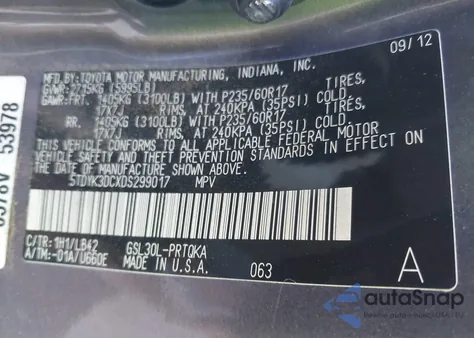 09/12
MFD. BY:
TOYOTA MOTOR MANUFACTURING, INDIANA, INC.
GVWR: 2715KG (5995LB)
GAWR:FRT. 1405KG (3100LB) WITH P235/60R17 TIRES,
17X7J RIMS, AT 240KPA (35PSI) COLD.
RR. 1405KG (3100LB) WITH P235/60R17 TIRES,
17X7J RIMS, AT 240KPA (35PSI) COLD.
THIS VEHICLE CONFORMS TO ALL APPLICABLE FEDERAL MOTOR
VEHICLE SAFETY AND THEFT PREVENTION STANDARDS IN EFFECT ON
THE DATE OF MANUFACTURE SHOWN ABOVE.
5TDYK3DCXDS299017 MPV
C/TR: 1H1/LB42 GSL30L-PRTQKA
A/TM:-01A/U660E
MADE IN U.S.A. 063
A
53978
autoSnap